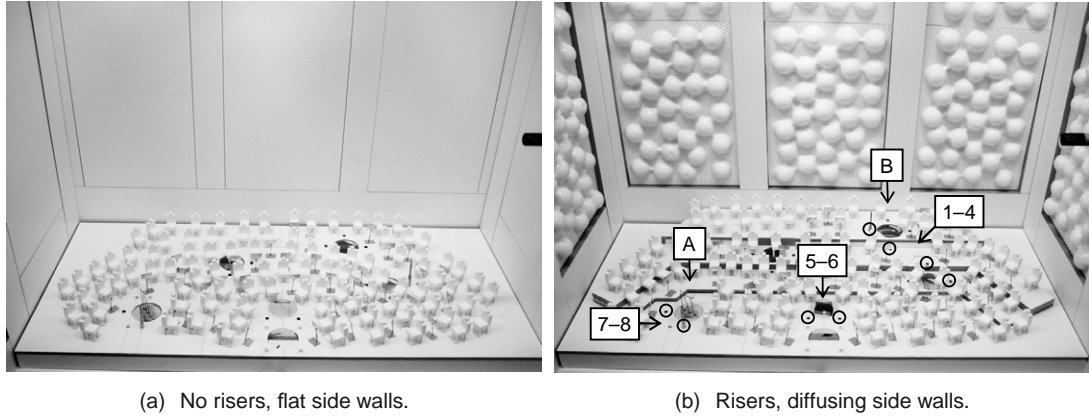 B
1–4
A
5–6
7–8
(a) No risers, flat side walls.
(b) Risers, diffusing side walls.